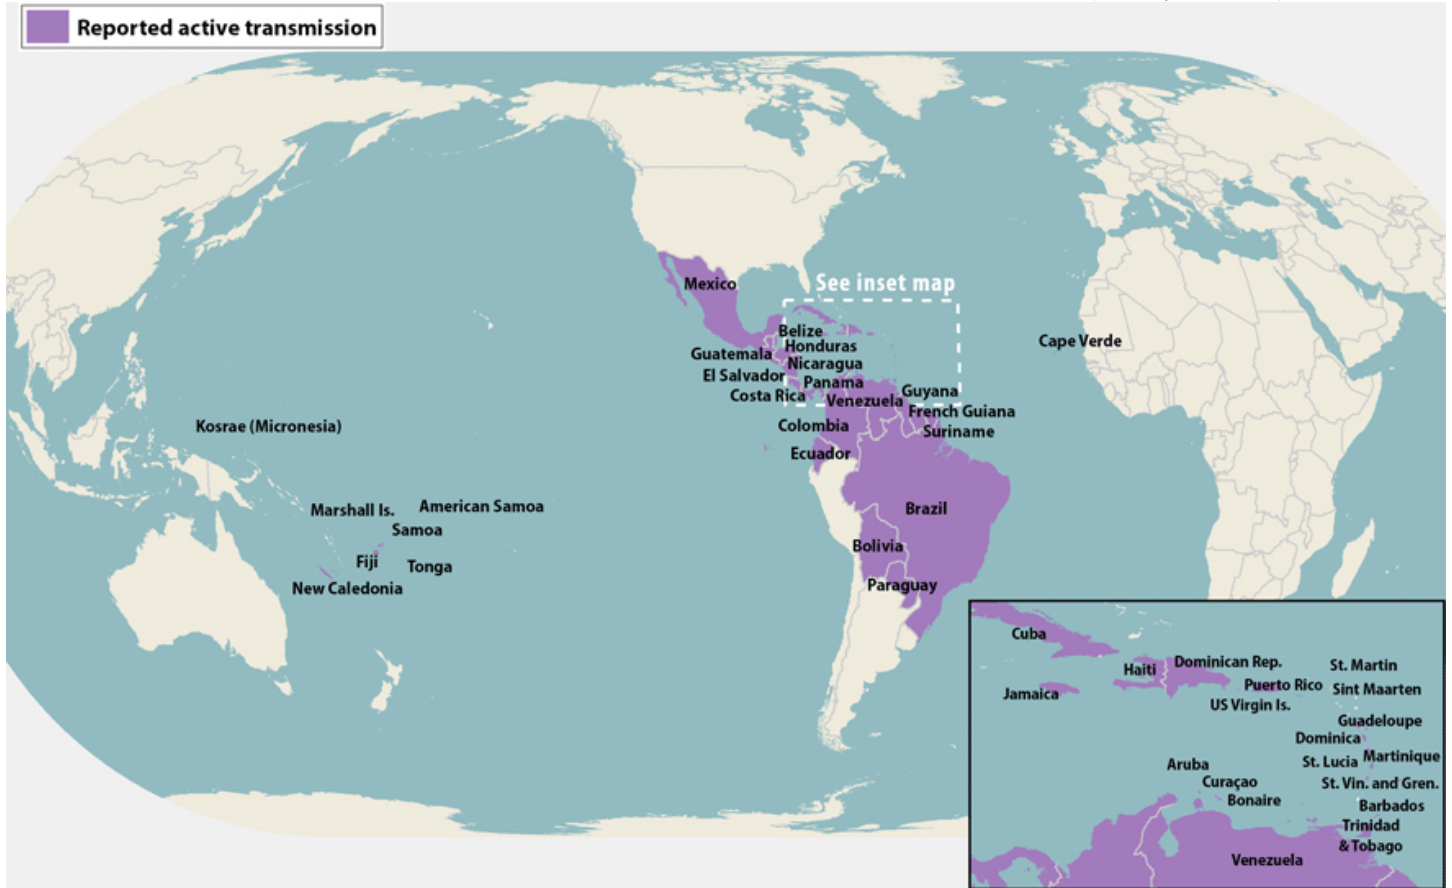 Reported active transmission
See inset map
Mexico
Belize
Honduras
Guatemala
Nicaragua
El Salvador
Panama
Costa Rica
Guyana
Venezuela
French Guiana
Colombia
Suriname
Ecuador
Brazil
Bolivia
Paraguay
Cape Verde
Kosrae (Micronesia)
Marshall Is.
American Samoa
Samoa
Fiji
Tonga
New Caledonia
Cuba
Haiti
Dominican Rep.
St. Martin
Jamaica
Puerto Rico
Sint Maarten
US Virgin Is.
Guadeloupe
Dominica
Martinique
St. Lucia
Aruba
Curaçao
St. Vin. and Gren.
Bonaire
Barbados
Trinidad
& Tobago
Venezuela